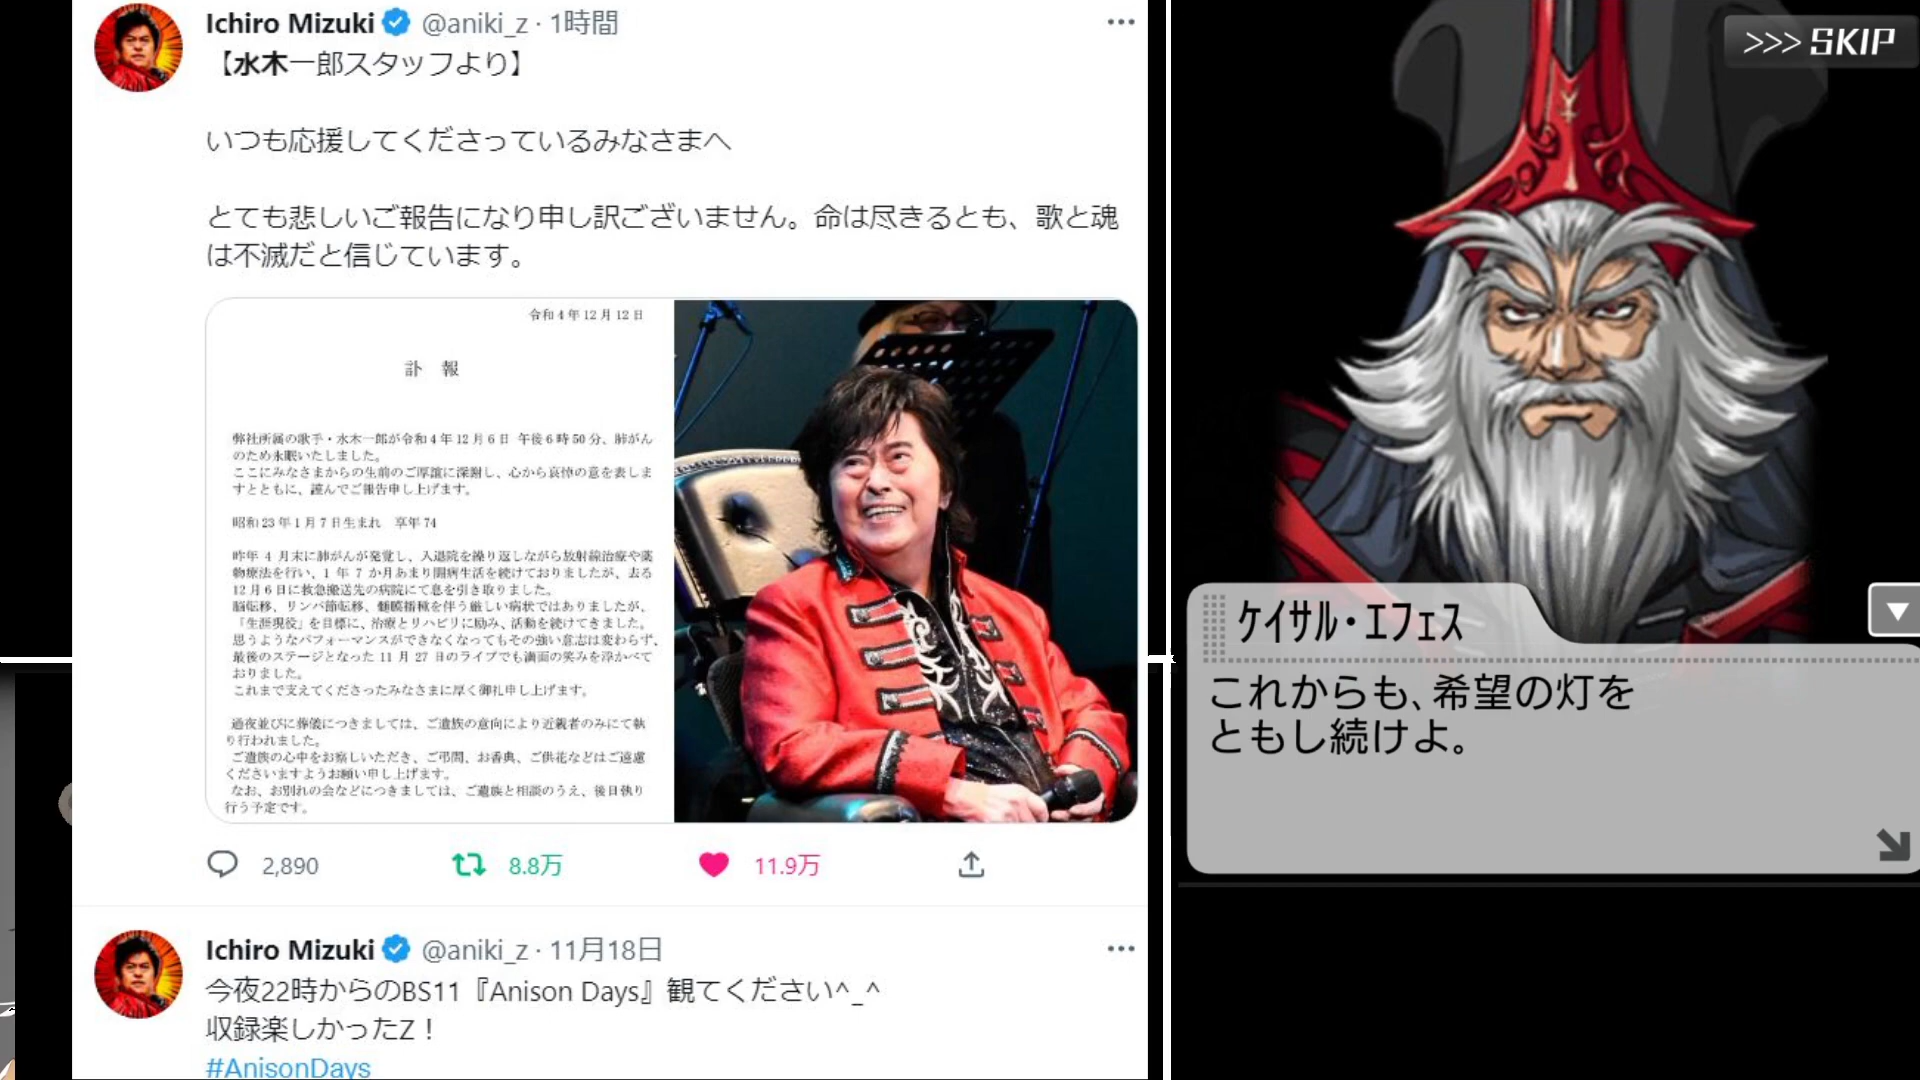 Ichiro Mizuki @aniki_z · 1時間
【水木一郎スタッフより】
いつも応援してくださっているみなさまへ
とても悲しいご報告になり申し訳ございません。命は尽きるとも、歌と魂
は不滅だと信じています。
令和4年12月12日
訃 報
弊社所属の歌手・水木一郎が令和4年12月6日 午後6時50分、肺がん
のため永眠いたしました。
ここにみなさまからの生前のご厚誼に深謝し、心から哀悼の意を表しま
すとともに、謹んでご報告申し上げます。
昭和23年1月7日生まれ 享年74
昨年 4 月末に肺がんが発覚し、入退院を繰り返しながら放射線治療や薬
物療法を行い、1 年 7 か月あまり闘病生活を続けておりましたが、去る
12月6日に救急搬送先の病院にて息を引き取りました。
脳転移、リンパ節転移、髄膜播種を伴う厳しい病状ではありましたが、
「生涯現役」を目標に、治療とリハビリに励み、活動を続けてきました。
思うようなパフォーマンスができなくなってもその強い意志は変わらず、
最後のステージとなった 11 月 27 日のライブでも満面の笑みを浮かべて
おりました。
これまで支えてくださったみなさまに厚く御礼申し上げます。
通夜並びに葬儀につきましては、ご遺族の意向により近親者のみにて執
り行われました。
ご遺族の心中をお察しいただき、ご弔問、お香典、ご供花などはご遠慮
くださいますようお願い申し上げます。
なお、お別れの会などにつきましては、ご遺族と相談のうえ、後日執り
行う予定です。
2,890 8.8万 11.9万
Ichiro Mizuki @aniki_z · 11月18日
今夜22時からのBS11『Anison Days』観てください^_^
収録楽しかったZ！
#AnisonDays
>>> SKIP
ケイサル・エフェス
これからも、希望の灯を
ともし続けよ。